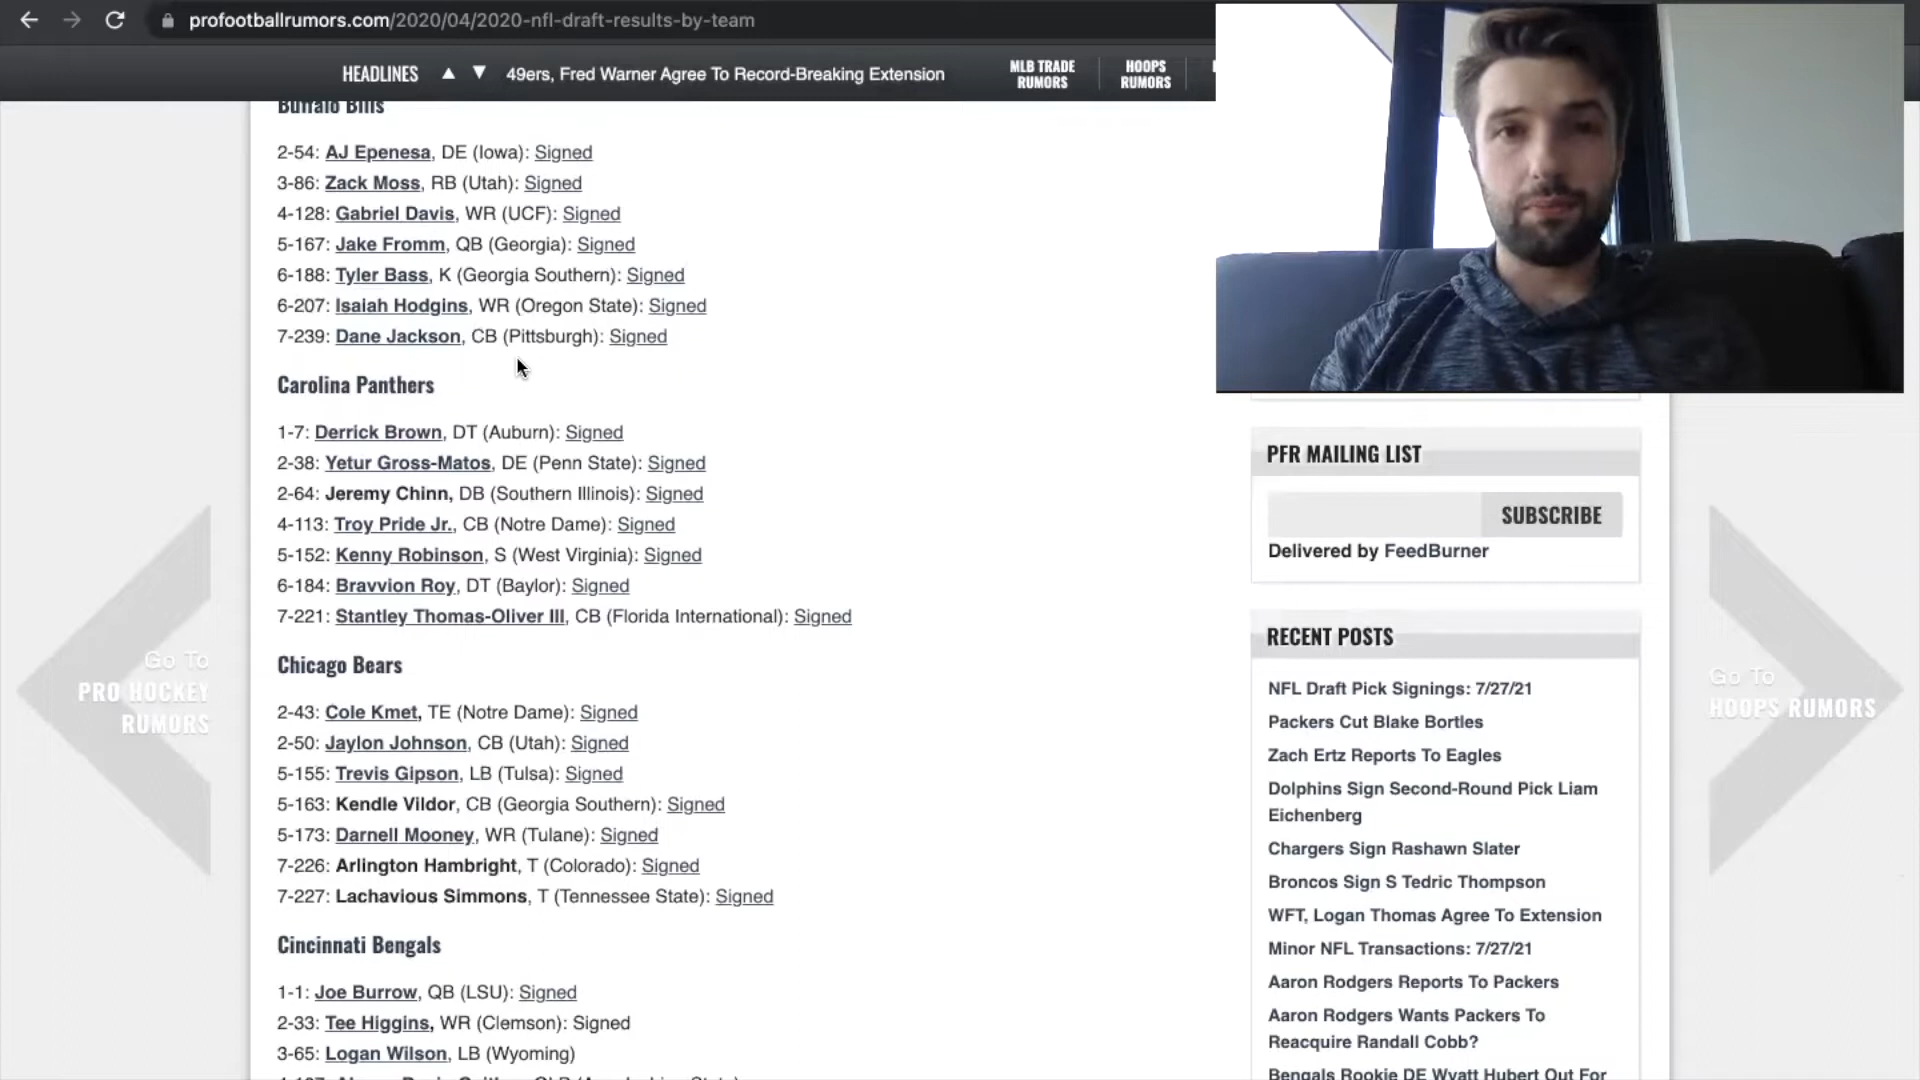 profootballrumors.com/2020/04/2020-nfl-draft-results-by-team
HEADLINES ▲ ▼ 49ers, Fred Warner Agree To Record-Breaking Extension
MLB TRADE
RUMORS
HOOPS
RUMORS
Buffalo Bills
2-54: AJ Epenesa, DE (Iowa): Signed
3-86: Zack Moss, RB (Utah): Signed
4-128: Gabriel Davis, WR (UCF): Signed
5-167: Jake Fromm, QB (Georgia): Signed
6-188: Tyler Bass, K (Georgia Southern): Signed
6-207: Isaiah Hodgins, WR (Oregon State): Signed
7-239: Dane Jackson, CB (Pittsburgh): Signed
Carolina Panthers
1-7: Derrick Brown, DT (Auburn): Signed
2-38: Yetur Gross-Matos, DE (Penn State): Signed
2-64: Jeremy Chinn, DB (Southern Illinois): Signed
4-113: Troy Pride Jr., CB (Notre Dame): Signed
5-152: Kenny Robinson, S (West Virginia): Signed
6-184: Bravvion Roy, DT (Baylor): Signed
7-221: Stantley Thomas-Oliver III, CB (Florida International): Signed
Chicago Bears
2-43: Cole Kmet, TE (Notre Dame): Signed
2-50: Jaylon Johnson, CB (Utah): Signed
5-155: Trevis Gipson, LB (Tulsa): Signed
5-163: Kendle Vildor, CB (Georgia Southern): Signed
5-173: Darnell Mooney, WR (Tulane): Signed
7-226: Arlington Hambright, T (Colorado): Signed
7-227: Lachavious Simmons, T (Tennessee State): Signed
Cincinnati Bengals
1-1: Joe Burrow, QB (LSU): Signed
2-33: Tee Higgins, WR (Clemson): Signed
3-65: Logan Wilson, LB (Wyoming)
Go To
PRO HOCKEY
RUMORS
PFR MAILING LIST
SUBSCRIBE
Delivered by FeedBurner
RECENT POSTS
NFL Draft Pick Signings: 7/27/21
Packers Cut Blake Bortles
Zach Ertz Reports To Eagles
Dolphins Sign Second-Round Pick Liam
Eichenberg
Chargers Sign Rashawn Slater
Broncos Sign S Tedric Thompson
WFT, Logan Thomas Agree To Extension
Minor NFL Transactions: 7/27/21
Aaron Rodgers Reports To Packers
Aaron Rodgers Wants Packers To
Reacquire Randall Cobb?
Bengals Rookie DE Wyatt Hubert Out For
Go To
HOOPS RUMORS